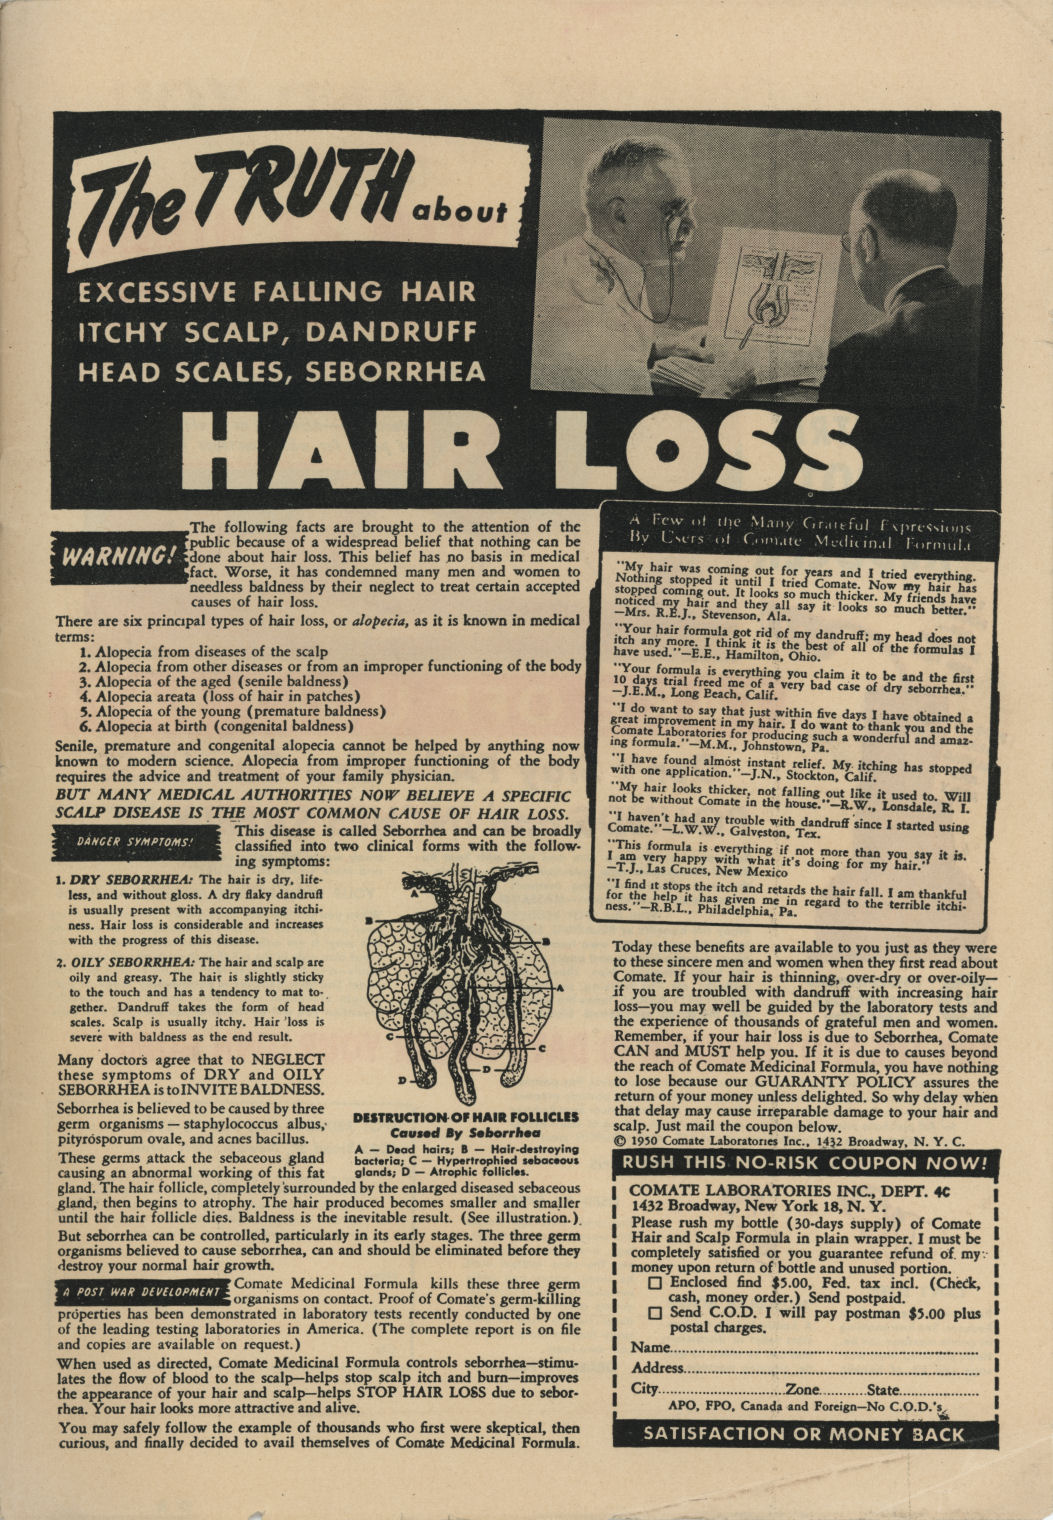 The TRUTH about
EXCESSIVE FALLING HAIR
ITCHY SCALP, DANDRUFF
HEAD SCALES, SEBORRHEA
HAIR LOSS
WARNING!
The following facts are brought to the attention of the
public because of a widespread belief that nothing can be
done about hair loss. This belief has no basis in medical
fact. Worse, it has condemned many men and women to
needless baldness by their neglect to treat certain accepted
causes of hair loss.
There are six principal types of hair loss, or alopecia, as it is known in medical
terms:
1. Alopecia from diseases of the scalp
2. Alopecia from other diseases or from an improper functioning of the body
3. Alopecia of the aged (senile baldness)
4. Alopecia areata (loss of hair in patches)
5. Alopecia of the young (premature baldness)
6. Alopecia at birth (congenital baldness)
Senile, premature and congenital alopecia cannot be helped by anything now
known to modern science. Alopecia from improper functioning of the body
requires the advice and treatment of your family physician.
BUT MANY MEDICAL AUTHORITIES NOW BELIEVE A SPECIFIC
SCALP DISEASE IS THE MOST COMMON CAUSE OF HAIR LOSS.
DANGER SYMPTOMS!
This disease is called Seborrhea and can be broadly
classified into two clinical forms with the follow-
ing symptoms:
1. DRY SEBORRHEA: The hair is dry, life-
less, and without gloss. A dry flaky dandruff
is usually present with accompanying itchi-
ness. Hair loss is considerable and increases
with the progress of this disease.
2. OILY SEBORRHEA: The hair and scalp are
oily and greasy. The hair is slightly sticky
to the touch and has a tendency to mat to-
gether. Dandruff takes the form of head
scales. Scalp is usually itchy. Hair loss is
severe with baldness as the end result.
Many doctors agree that to NEGLECT
these symptoms of DRY and OILY
SEBORRHEA is to INVITE BALDNESS.
Seborrhea is believed to be caused by three
germ organisms — staphylococcus albus,
pityrosporum ovale, and acnes bacillus.
These germs attack the sebaceous gland
causing an abnormal working of this fat
gland. The hair follicle, completely surrounded by the enlarged diseased sebaceous
gland, then begins to atrophy. The hair produced becomes smaller and smaller
until the hair follicle dies. Baldness is the inevitable result. (See illustration.)
A
B
B
A
C
C
D
D
DESTRUCTION OF HAIR FOLLICLES
Caused By Seborrhea
A — Dead hairs; B — Hair-destroying
bacteria; C — Hypertrophied sebaceous
glands; D — Atrophic follicles.
But seborrhea can be controlled, particularly in its early stages. The three germ
organisms believed to cause seborrhea, can and should be eliminated before they
destroy your normal hair growth.
A POST WAR DEVELOPMENT
Comate Medicinal Formula kills these three germ
organisms on contact. Proof of Comate's germ-killing
properties has been demonstrated in laboratory tests recently conducted by one
of the leading testing laboratories in America. (The complete report is on file
and copies are available on request.)
When used as directed, Comate Medicinal Formula controls seborrhea—stimu-
lates the flow of blood to the scalp—helps stop scalp itch and burn—improves
the appearance of your hair and scalp—helps STOP HAIR LOSS due to sebor-
rhea. Your hair looks more attractive and alive.
You may safely follow the example of thousands who first were skeptical, then
curious, and finally decided to avail themselves of Comate Medicinal Formula.
A Few of the Many Grateful Expressions
By Users of Comate Medicinal Formula
"My hair was coming out for years and I tried everything.
Nothing stopped it until I tried Comate. Now my hair has
stopped coming out. It looks so much thicker. My friends have
noticed my hair and they all say it looks so much better."
—Mrs. R.E.J., Stevenson, Ala.
"Your hair formula got rid of my dandruff; my head does not
itch any more. I think it is the best of all of the formulas I
have used."—E.E., Hamilton, Ohio.
"Your formula is everything you claim it to be and the first
10 days trial freed me of a very bad case of dry seborrhea."
—J.E.M., Long Beach, Calif.
"I do want to say that just within five days I have obtained a
great improvement in my hair. I do want to thank you and the
Comate Laboratories for producing such a wonderful and amaz-
ing formula."—M.M., Johnstown, Pa.
"I have found almost instant relief. My itching has stopped
with one application."—J.N., Stockton, Calif.
"My hair looks thicker, not falling out like it used to. Will
not be without Comate in the house."—R.W., Lonsdale, R. I.
"I haven't had any trouble with dandruff since I started using
Comate."—L.W.W., Galveston, Tex.
"This formula is everything if not more than you say it is.
I am very happy with what it's doing for my hair."
—T.J., Las Cruces, New Mexico
"I find it stops the itch and retards the hair fall. I am thankful
for the help it has given me in regard to the terrible itchi-
ness."—R.B.L., Philadelphia, Pa.
Today these benefits are available to you just as they were
to these sincere men and women when they first read about
Comate. If your hair is thinning, over-dry or over-oily—
if you are troubled with dandruff with increasing hair
loss—you may well be guided by the laboratory tests and
the experience of thousands of grateful men and women.
Remember, if your hair loss is due to Seborrhea, Comate
CAN and MUST help you. If it is due to causes beyond
the reach of Comate Medicinal Formula, you have nothing
to lose because our GUARANTY POLICY assures the
return of your money unless delighted. So why delay when
that delay may cause irreparable damage to your hair and
scalp. Just mail the coupon below.
© 1950 Comate Laboratories Inc., 1432 Broadway, N. Y. C.
RUSH THIS NO-RISK COUPON NOW!
COMATE LABORATORIES INC., DEPT. 4C
1432 Broadway, New York 18, N. Y.
Please rush my bottle (30-days supply) of Comate
Hair and Scalp Formula in plain wrapper. I must be
completely satisfied or you guarantee refund of my
money upon return of bottle and unused portion.
☐ Enclosed find $5.00, Fed. tax incl. (Check,
cash, money order.) Send postpaid.
☐ Send C.O.D. I will pay postman $5.00 plus
postal charges.
Name
Address
City Zone State
APO, FPO, Canada and Foreign—No C.O.D.'s
SATISFACTION OR MONEY BACK